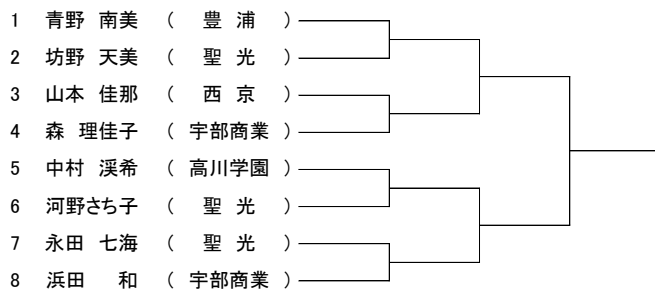 1 青野 南美 ( 豊 浦 )
2 坊野 天美 ( 聖 光 )
3 山本 佳那 ( 西 京 )
4 森 理佳子 ( 宇部商業 )
5 中村 渓希 ( 高川学園 )
6 河野さち子 ( 聖 光 )
7 永田 七海 ( 聖 光 )
8 浜田 和 ( 宇部商業 )